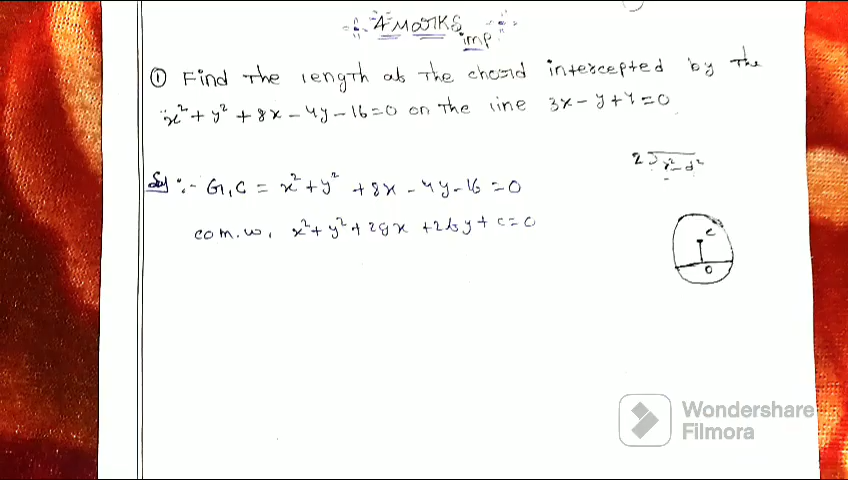 4 Marks
imp
① Find The length of The chord intercepted by The
x² + y² + 8x - 4y - 16 = 0 on The line 3x - y + 4 = 0
2√r² - d²
Sol :- G, C = x² + y² + 8x - 4y - 16 = 0
com. w, x² + y² + 2gx + 2fy + c = 0
C
O
Wondershare
Filmora